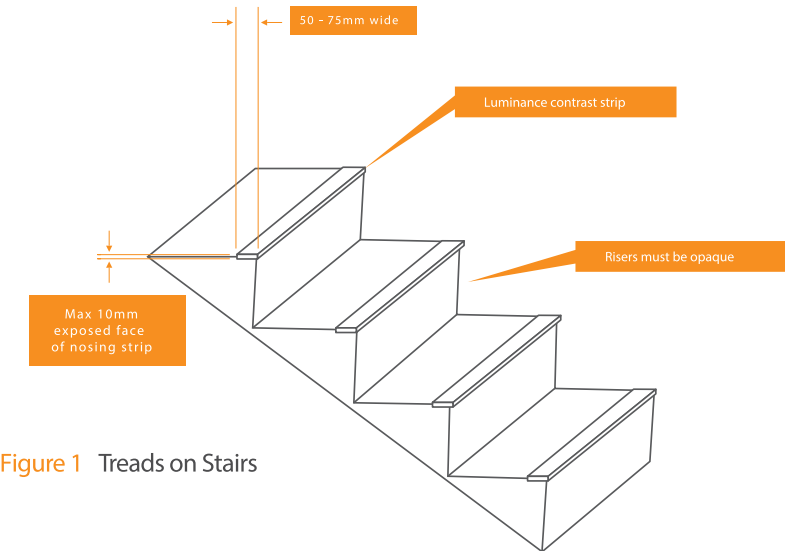 50 - 75mm wide
Luminance contrast strip
Risers must be opaque
Max 10mm
exposed face
of nosing strip
Figure 1 Treads on Stairs